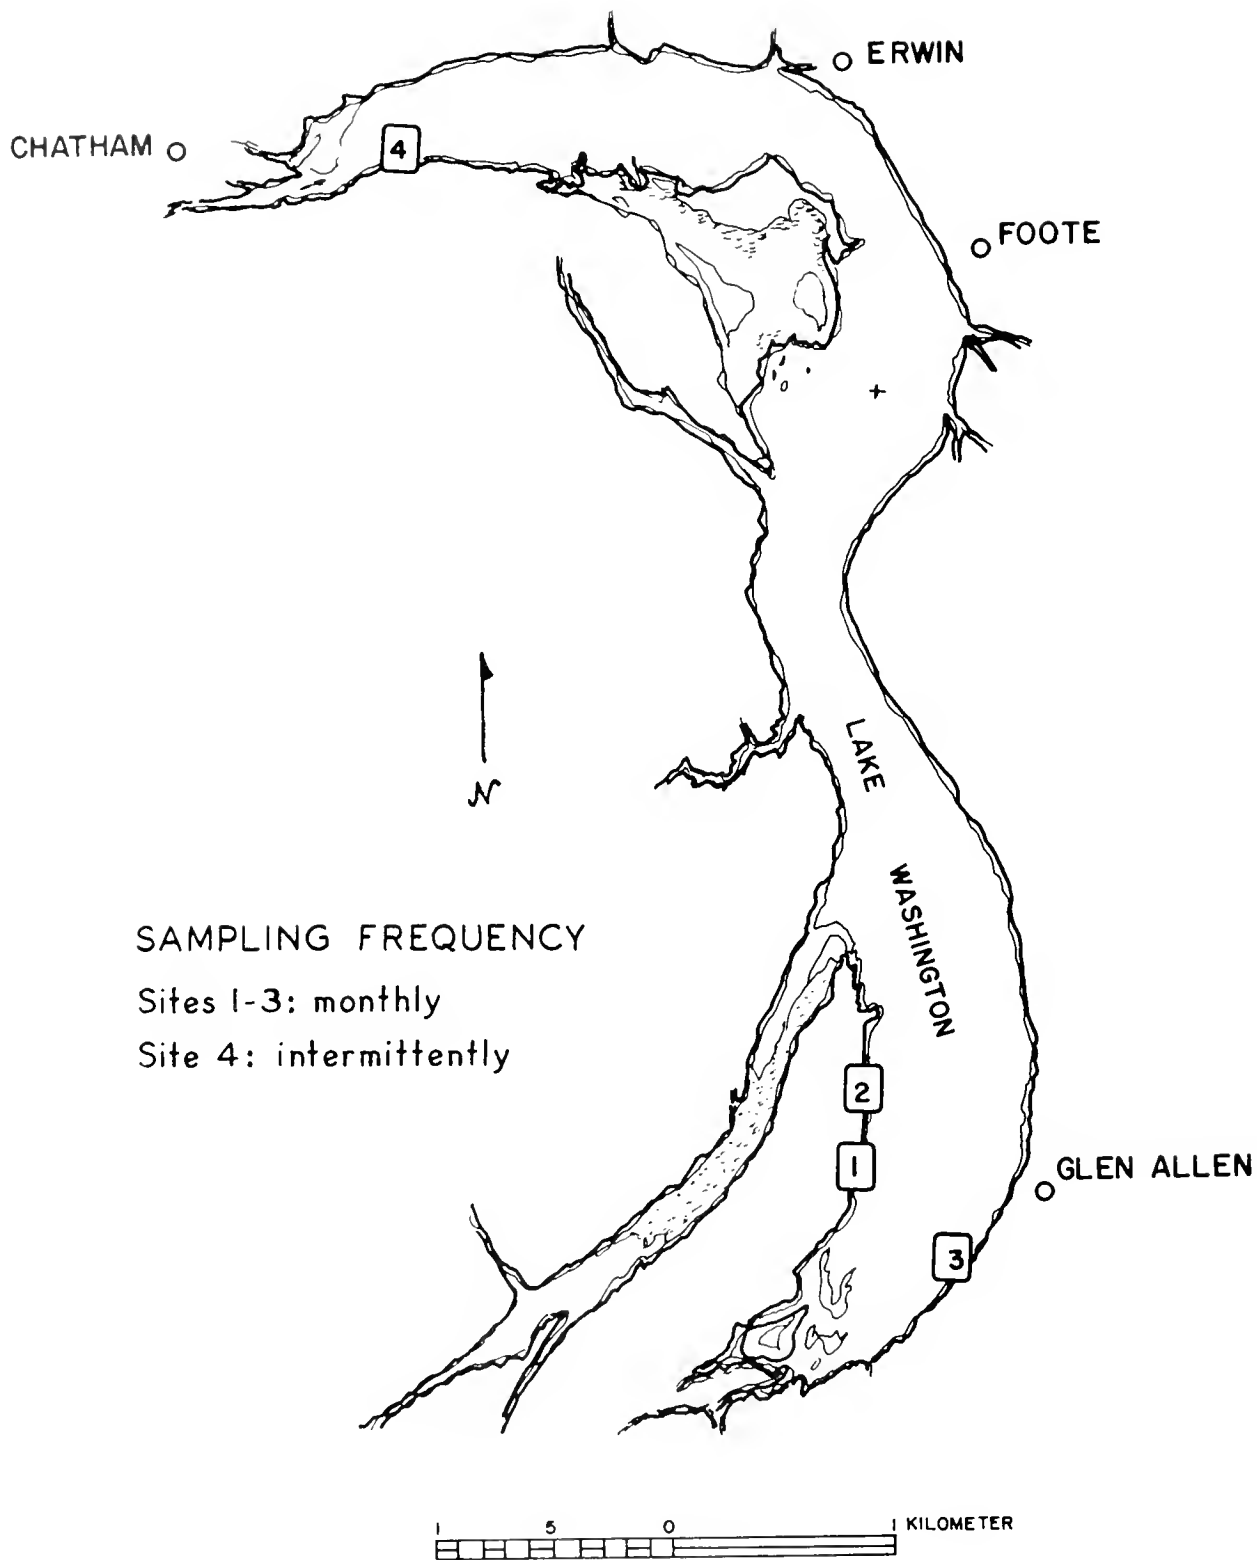 ERWIN
CHATHAM
4
FOOTE
N
LAKE
WASHINGTON
SAMPLING FREQUENCY
Sites 1-3: monthly
Site 4: intermittently
2
1
GLEN ALLEN
3
1 5 0 1 KILOMETER